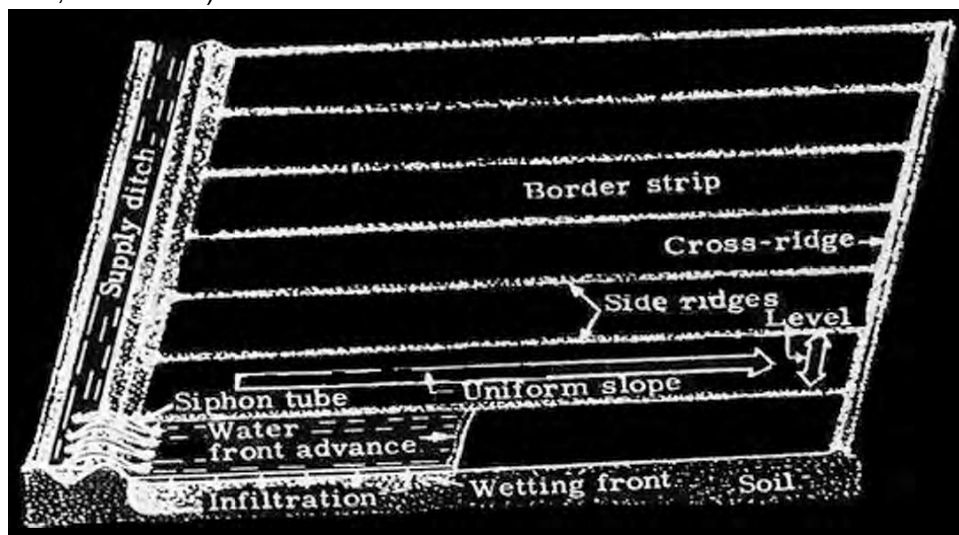 Supply ditch
Border strip
Cross-ridge
Side ridges
Level
Uniform slope
Siphon tube
Water
front advance
Wetting front
Soil
Infiltration